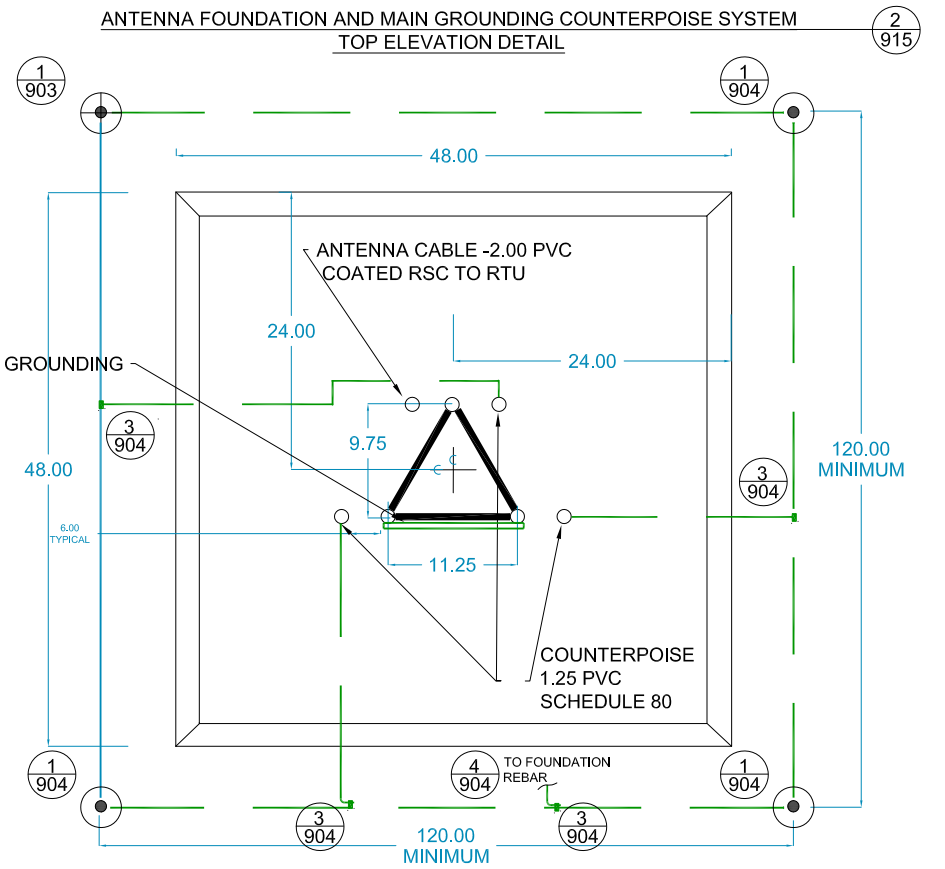 ANTENNA FOUNDATION AND MAIN GROUNDING COUNTERPOISE SYSTEM
TOP ELEVATION DETAIL
2
915
1
903
1
904
48.00
ANTENNA CABLE -2.00 PVC
COATED RSC TO RTU
24.00
24.00
GROUNDING
3
904
9.75
48.00
120.00
MINIMUM
3
904
6.00
TYPICAL
11.25
COUNTERPOISE
1.25 PVC
SCHEDULE 80
1
904
4
904
TO FOUNDATION
REBAR
1
904
3
904
3
904
120.00
MINIMUM